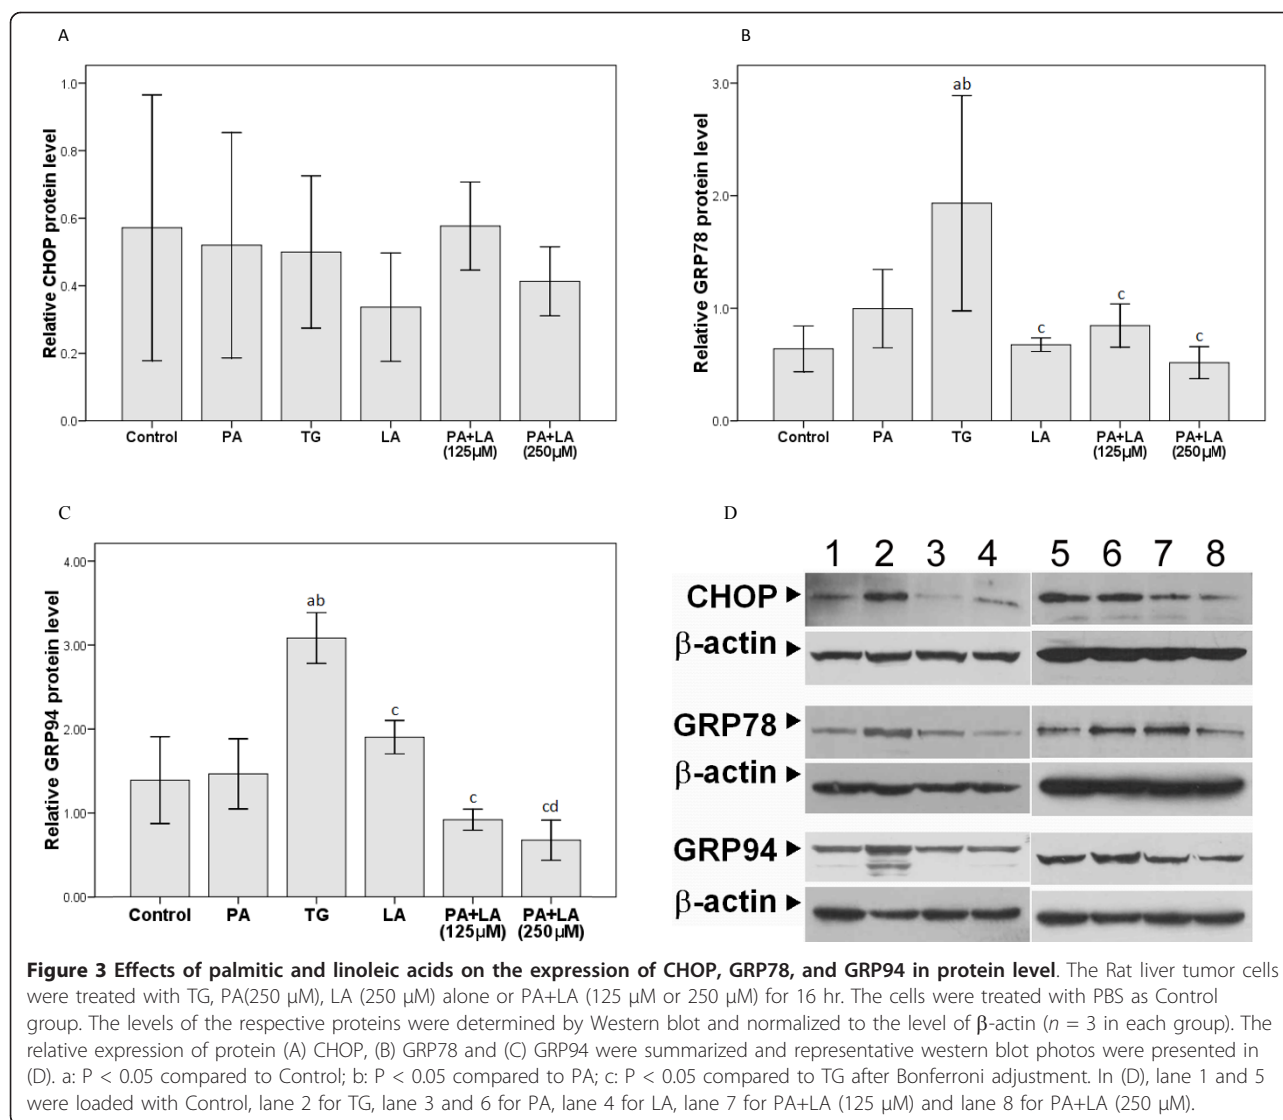 A
Relative CHOP protein level
1.0
0.8
0.6
0.4
0.2
0.0
Control PA TG LA PA+LA PA+LA
(125µM) (250µM)
B
Relative GRP78 protein level
3.0
2.0
1.0
0.0
ab
c
c
c
Control PA TG LA PA+LA PA+LA
(125µM) (250µM)
C
Relative GRP94 protein level
4.00
3.00
2.00
1.00
0.00
ab
c
c
cd
Control PA TG LA PA+LA PA+LA
(125µM) (250µM)
D
1 2 3 4 5 6 7 8
CHOP
β-actin
GRP78
β-actin
GRP94
β-actin
Figure 3 Effects of palmitic and linoleic acids on the expression of CHOP, GRP78, and GRP94 in protein level. The Rat liver tumor cells
were treated with TG, PA(250 µM), LA (250 µM) alone or PA+LA (125 µM or 250 µM) for 16 hr. The cells were treated with PBS as Control
group. The levels of the respective proteins were determined by Western blot and normalized to the level of β-actin (n = 3 in each group). The
relative expression of protein (A) CHOP, (B) GRP78 and (C) GRP94 were summarized and representative western blot photos were presented in
(D). a: P < 0.05 compared to Control; b: P < 0.05 compared to PA; c: P < 0.05 compared to TG after Bonferroni adjustment. In (D), lane 1 and 5
were loaded with Control, lane 2 for TG, lane 3 and 6 for PA, lane 4 for LA, lane 7 for PA+LA (125 µM) and lane 8 for PA+LA (250 µM).